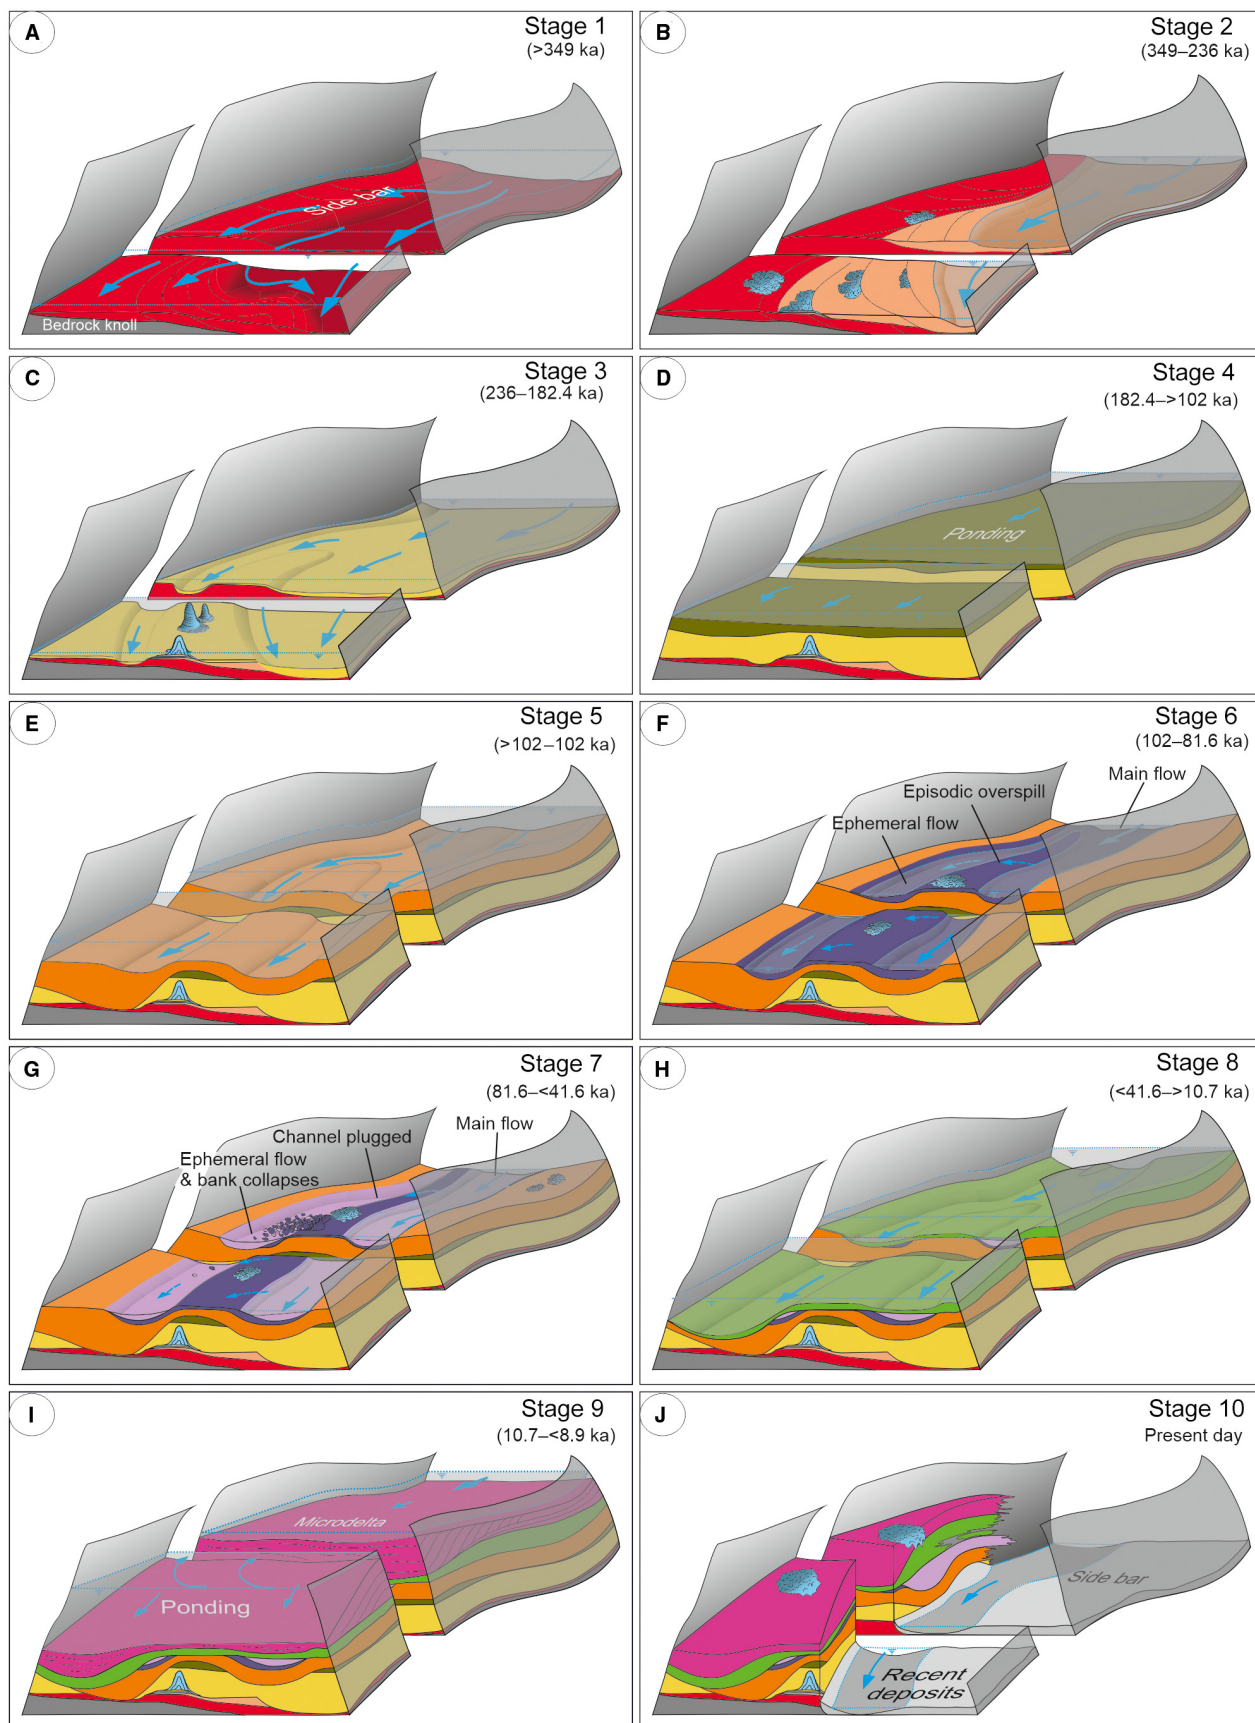 A
Stage 1
(>349 ka)
Side bar
Bedrock knoll
B
Stage 2
(349–236 ka)
C
Stage 3
(236–182.4 ka)
D
Stage 4
(182.4–>102 ka)
Ponding
E
Stage 5
(>102–102 ka)
F
Stage 6
(102–81.6 ka)
Main flow
Episodic overspill
Ephemeral flow
G
Stage 7
(81.6–<41.6 ka)
Main flow
Channel plugged
Ephemeral flow
& bank collapses
H
Stage 8
(<41.6–>10.7 ka)
I
Stage 9
(10.7–<8.9 ka)
Microdelta
Ponding
J
Stage 10
Present day
Side bar
Recent
deposits